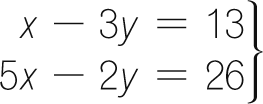 x − 3y = 13
5x − 2y = 26